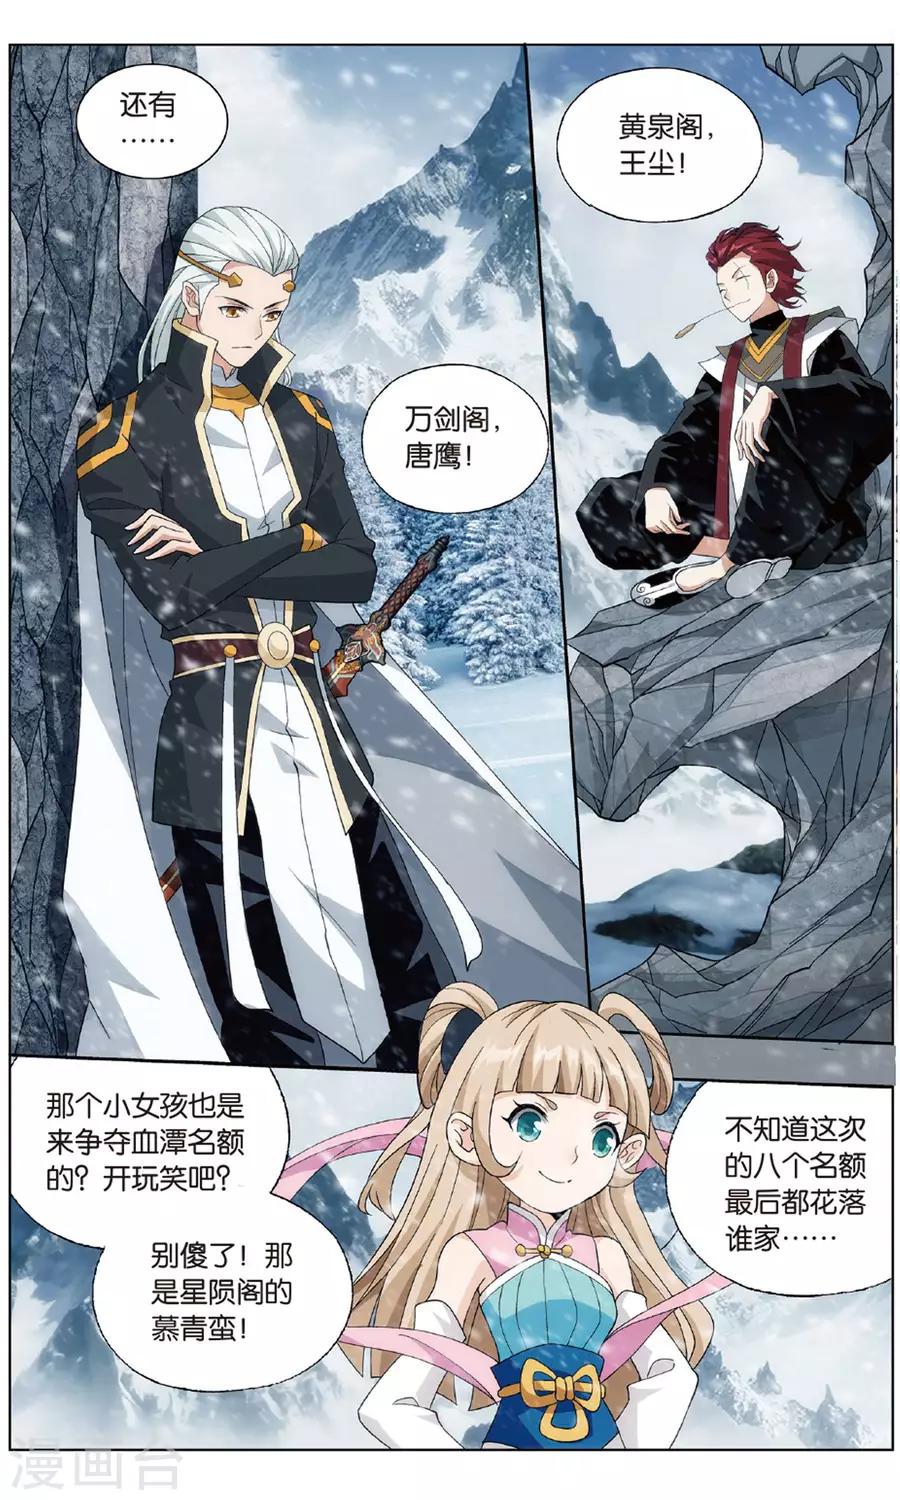 还有
……
万剑阁，
唐鹰！
黄泉阁，
王尘！
那个小女孩也是
来争夺血潭名额
的？开玩笑吧？
别傻了！那
是星陨阁的
慕青蛮！
不知道这次
的八个名额
最后都花落
谁家……
漫画台